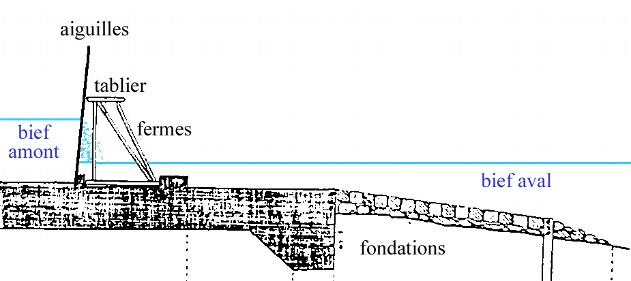 aiguilles
tablier
fermes
bief
amont
bief aval
fondations